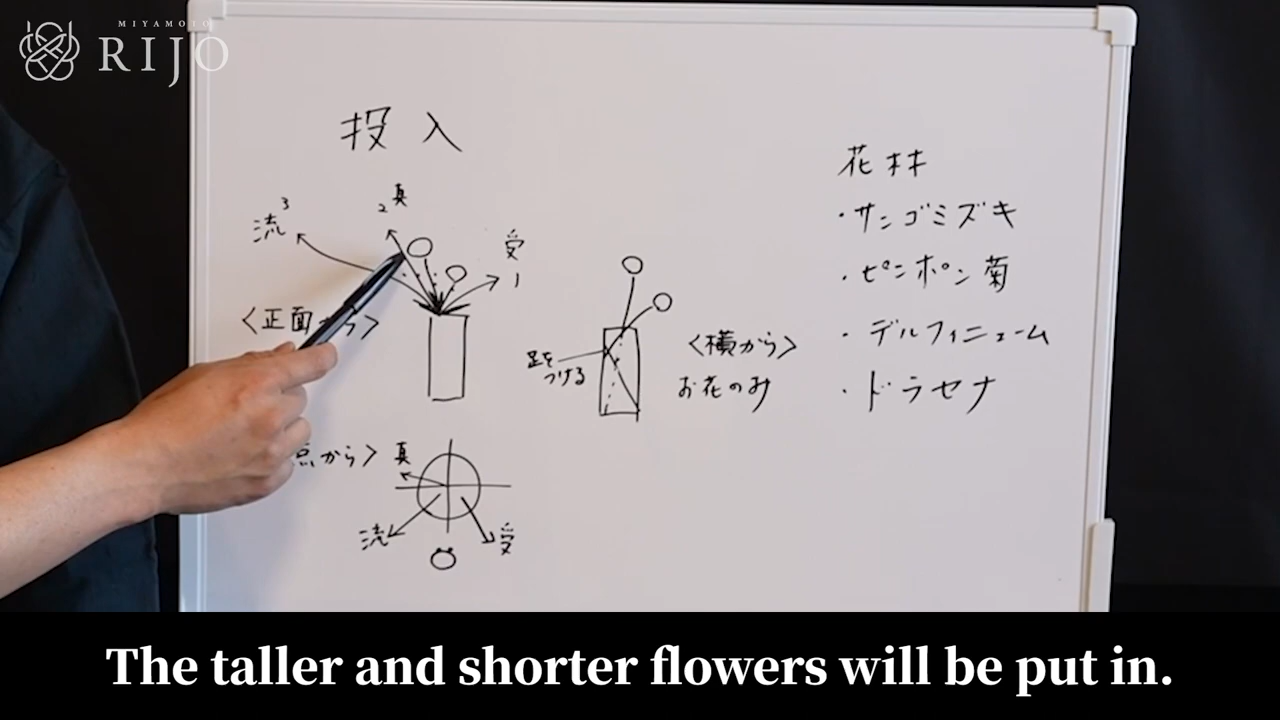 MIYAMOTO
RIJO
投入
花材
・サンゴミズキ
・ピンポン菊
・デルフィニューム
・ドラセナ
流 3
2 真
受 1
<正面から>
足を
つける
<横から>
お花のみ
点から>
真
流
受
The taller and shorter flowers will be put in.